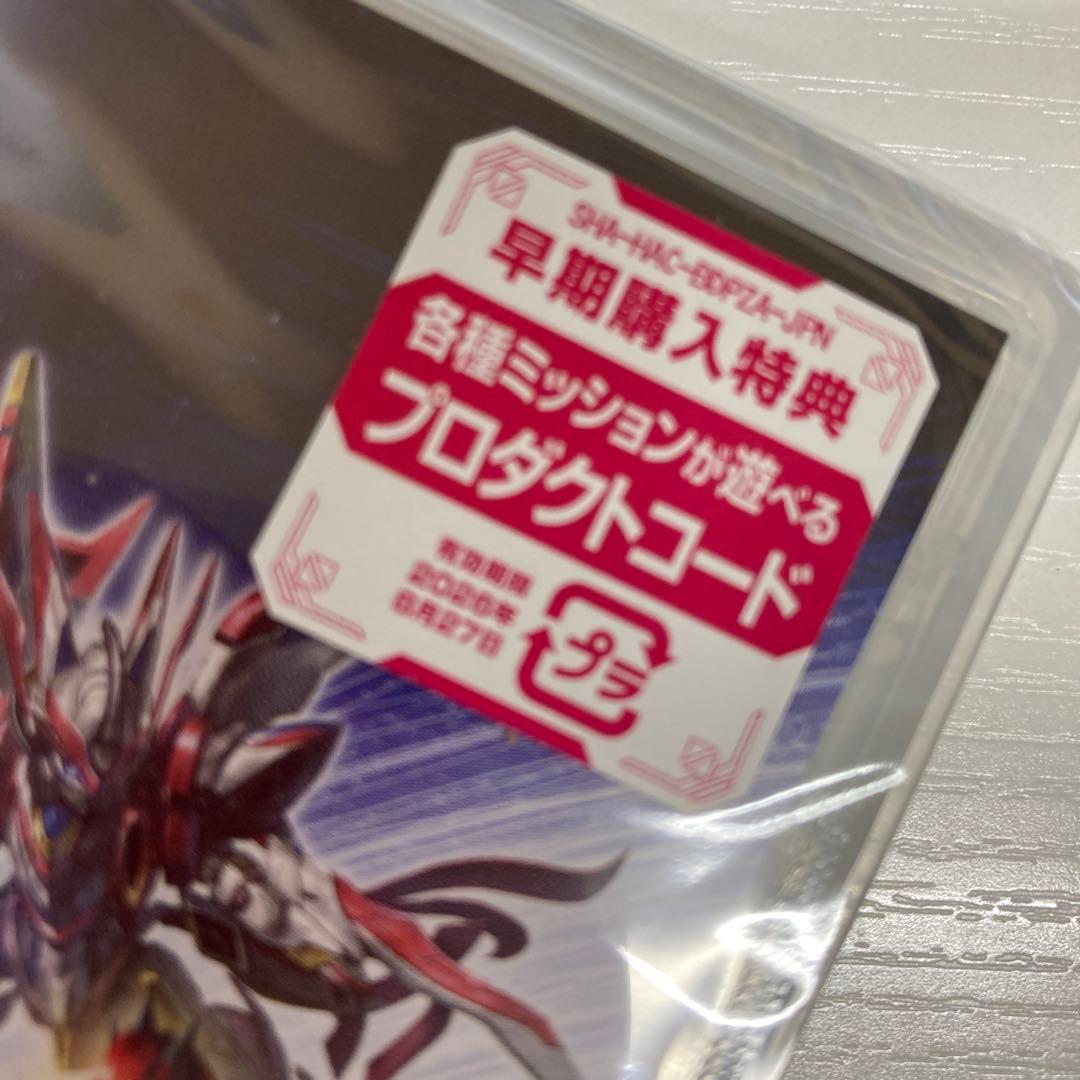 SHR-HAC-BDPZA-JPN
早期購入特典
各種ミッションが遊べる
プロダクトコード
有効期限
2026年
8月27日
プラ